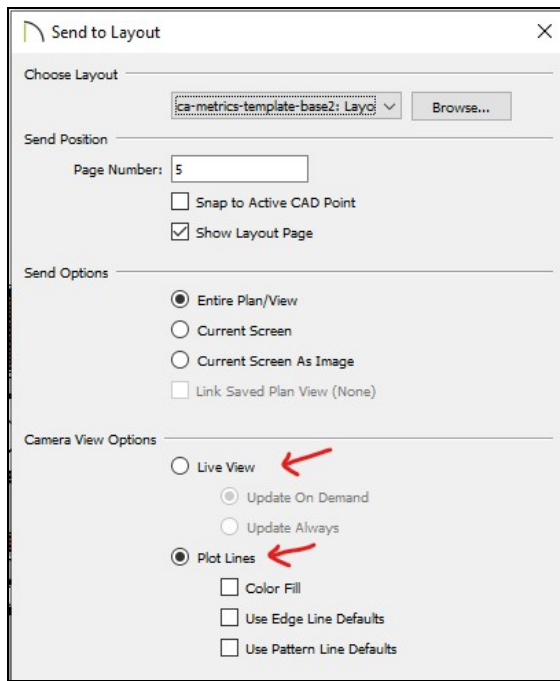 Send to Layout
Choose Layout
ca-metrics-template-base2: Layo
Browse...
Send Position
Page Number: 5
Snap to Active CAD Point
Show Layout Page
Send Options
Entire Plan/View
Current Screen
Current Screen As Image
Link Saved Plan View (None)
Camera View Options
Live View
Update On Demand
Update Always
Plot Lines
Color Fill
Use Edge Line Defaults
Use Pattern Line Defaults